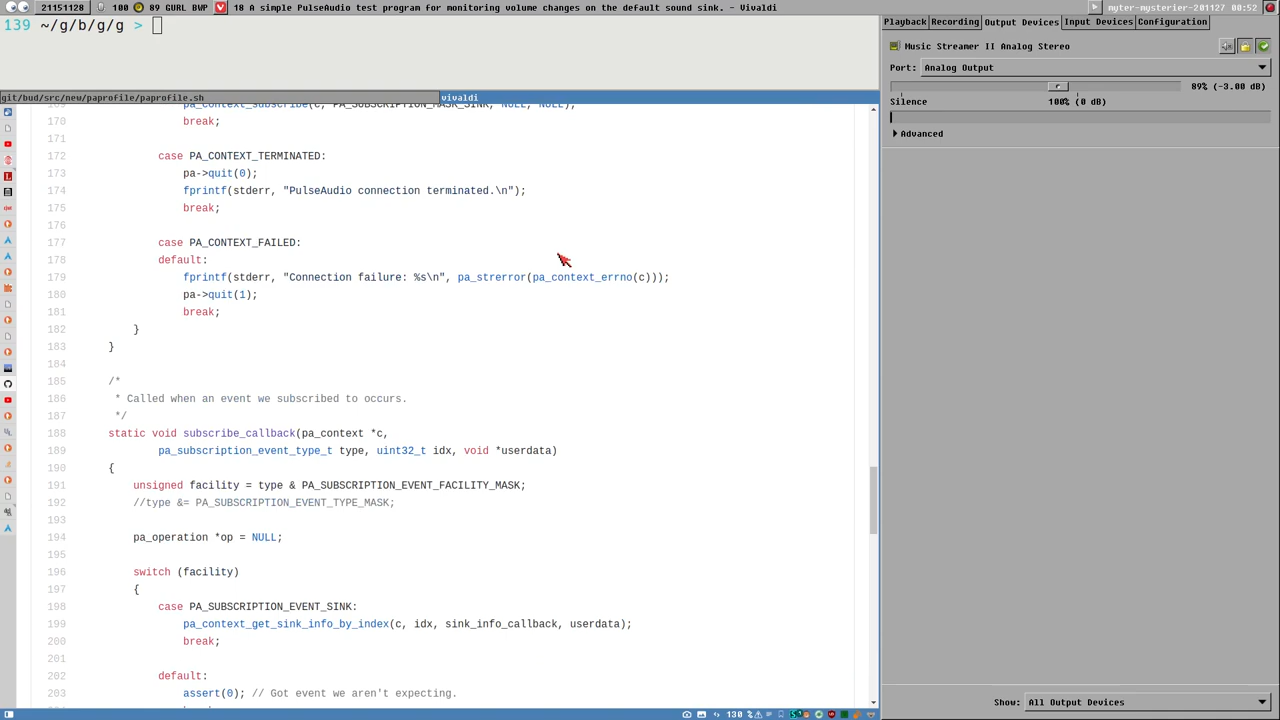 21151128 100 89 GURL BWP 18 A simple PulseAudio test program for monitoring volume changes on the default sound sink. - Vivaldi myter-mysterier-201127 00:52
139 ~/g/b/g/g >
git/bud/src/new/paprofile/paprofile.sh vivaldi
169 pa_context_subscribe(c, PA_SUBSCRIPTION_MASK_SINK, NULL, NULL);
170 break;
171
172 case PA_CONTEXT_TERMINATED:
173 pa->quit(0);
174 fprintf(stderr, "PulseAudio connection terminated.\n");
175 break;
176
177 case PA_CONTEXT_FAILED:
178 default:
179 fprintf(stderr, "Connection failure: %s\n", pa_strerror(pa_context_errno(c)));
180 pa->quit(1);
181 break;
182 }
183 }
184
185 /*
186 * Called when an event we subscribed to occurs.
187 */
188 static void subscribe_callback(pa_context *c,
189 pa_subscription_event_type_t type, uint32_t idx, void *userdata)
190 {
191 unsigned facility = type & PA_SUBSCRIPTION_EVENT_FACILITY_MASK;
192 //type &= PA_SUBSCRIPTION_EVENT_TYPE_MASK;
193
194 pa_operation *op = NULL;
195
196 switch (facility)
197 {
198 case PA_SUBSCRIPTION_EVENT_SINK:
199 pa_context_get_sink_info_by_index(c, idx, sink_info_callback, userdata);
200 break;
201
202 default:
203 assert(0); // Got event we aren't expecting.
130 %
Playback Recording Output Devices Input Devices Configuration
Music Streamer II Analog Stereo
Port: Analog Output
89% (-3.00 dB)
Silence 100% (0 dB)
Advanced
Show: All Output Devices